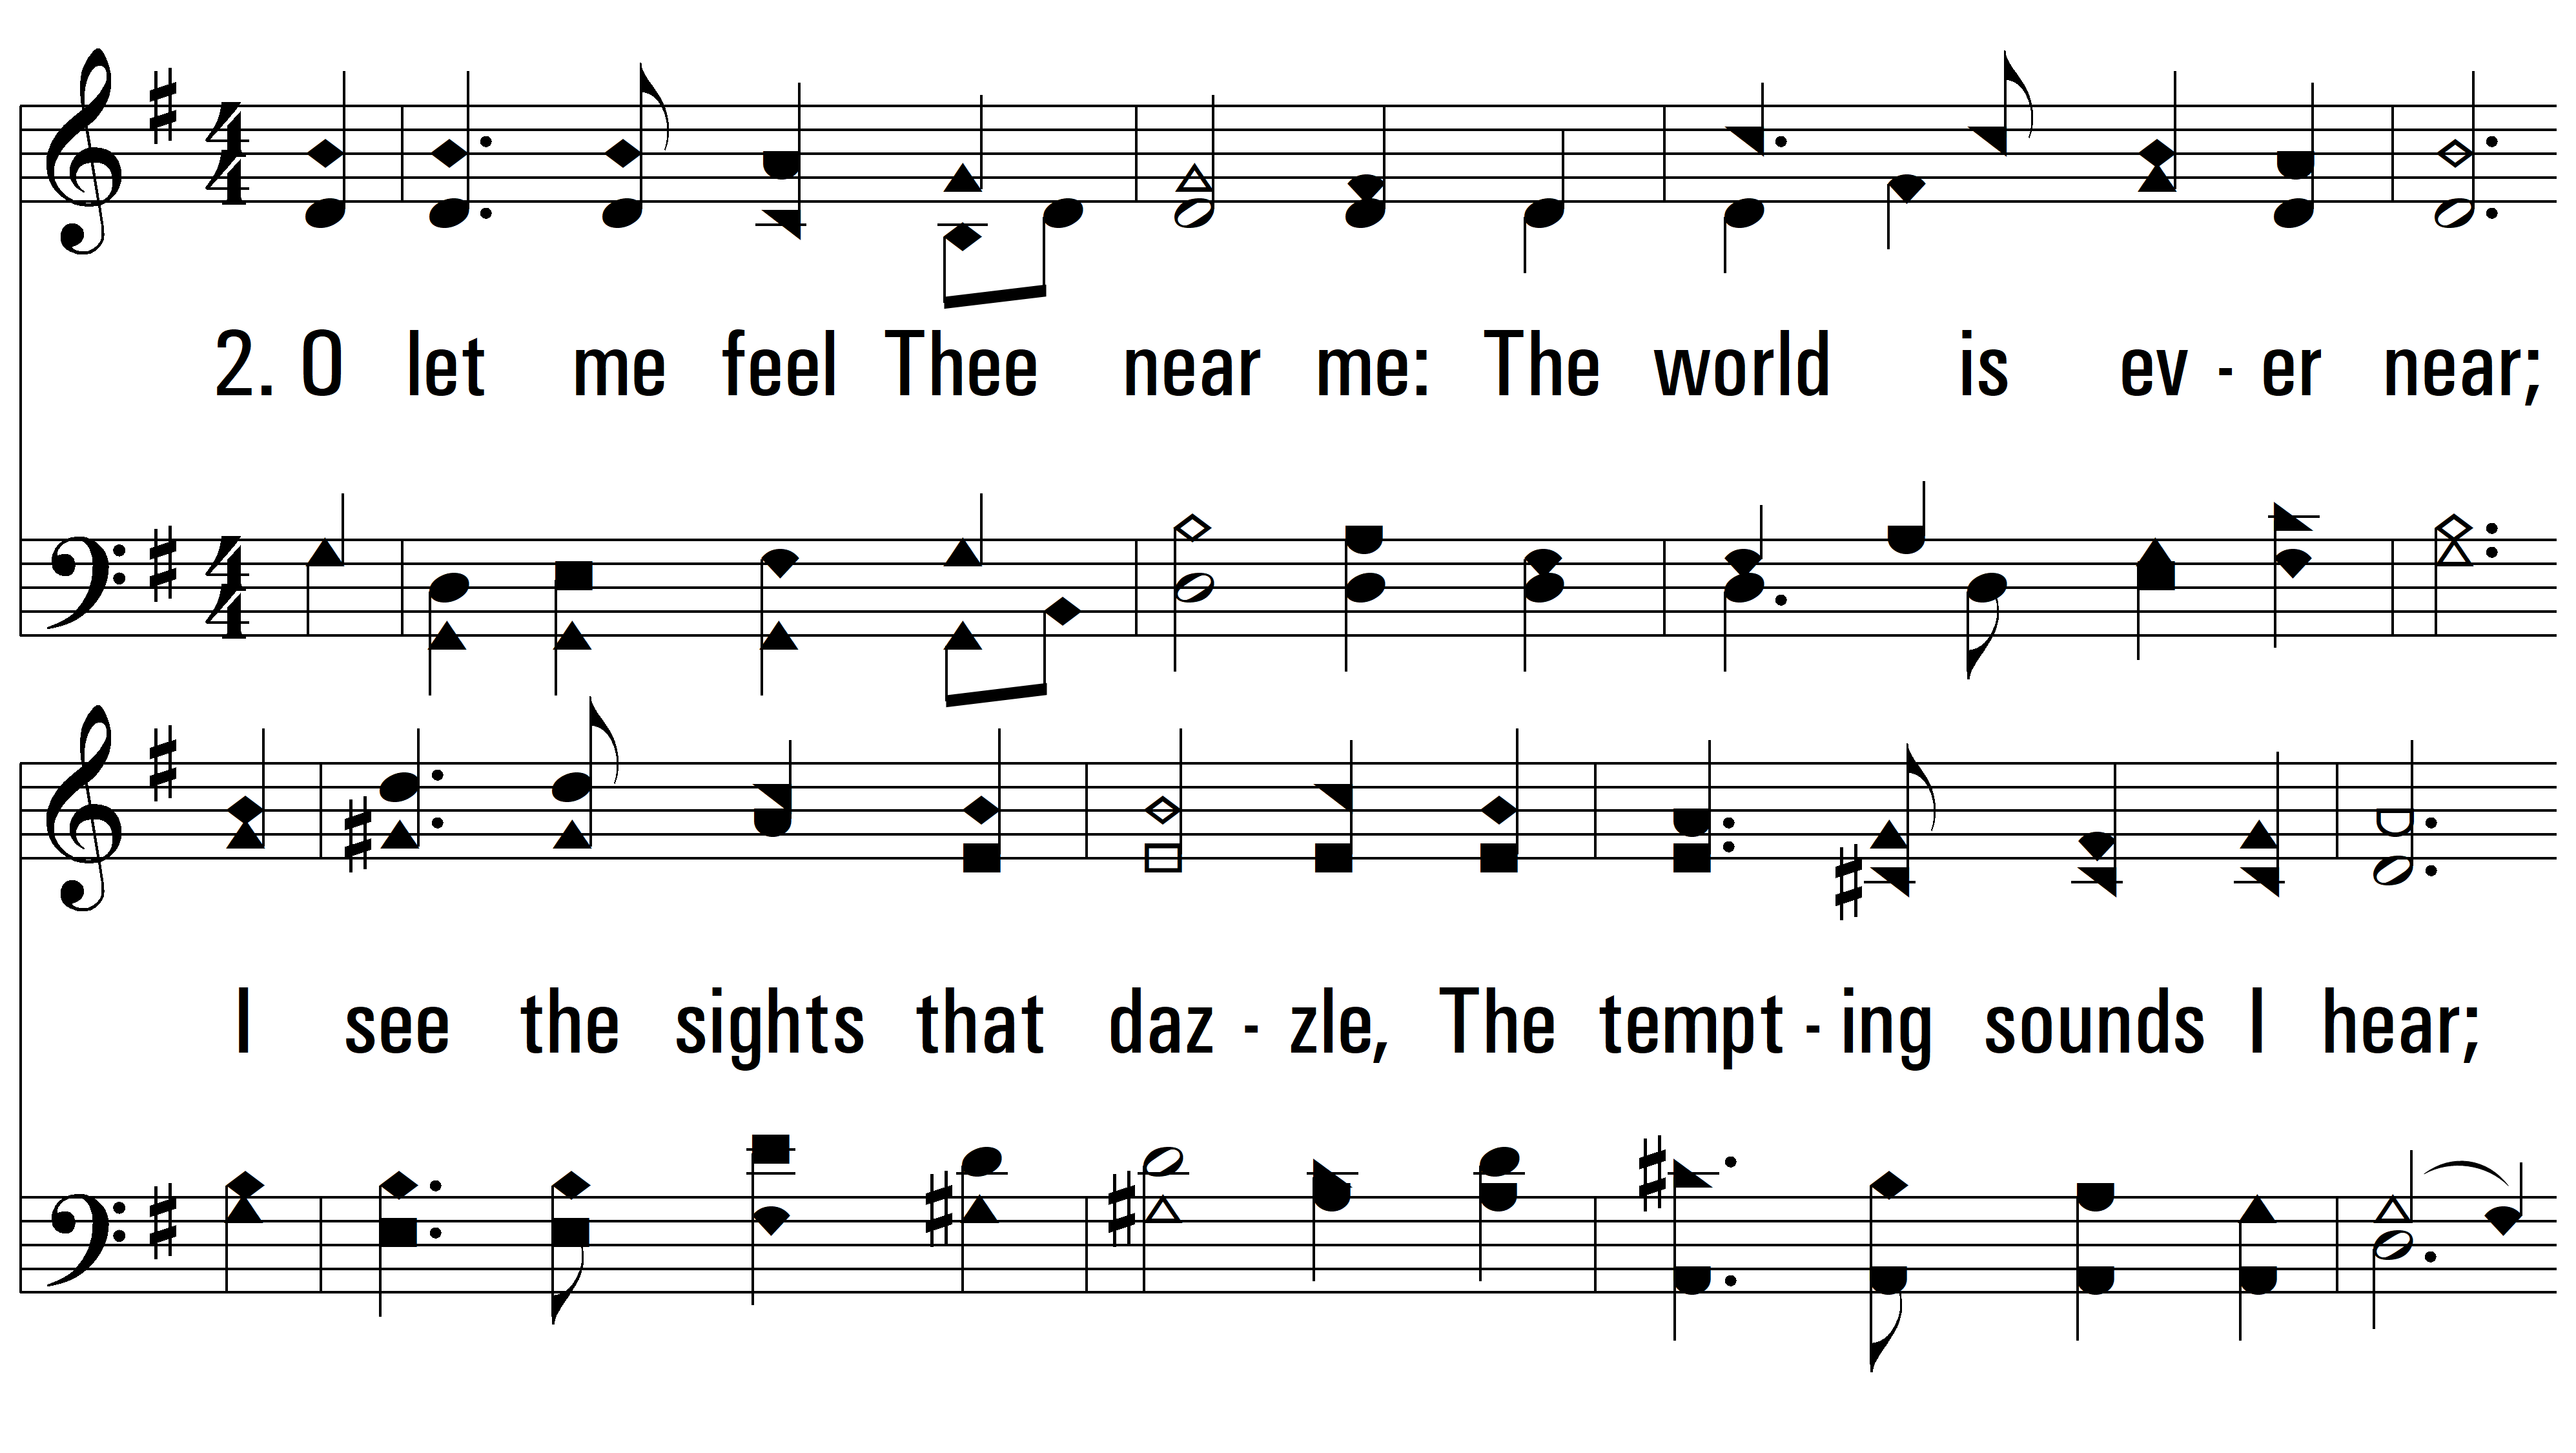 2. O let me feel Thee near me: The world is ev - er near;
I see the sights that daz - zle, The tempt - ing sounds I hear;